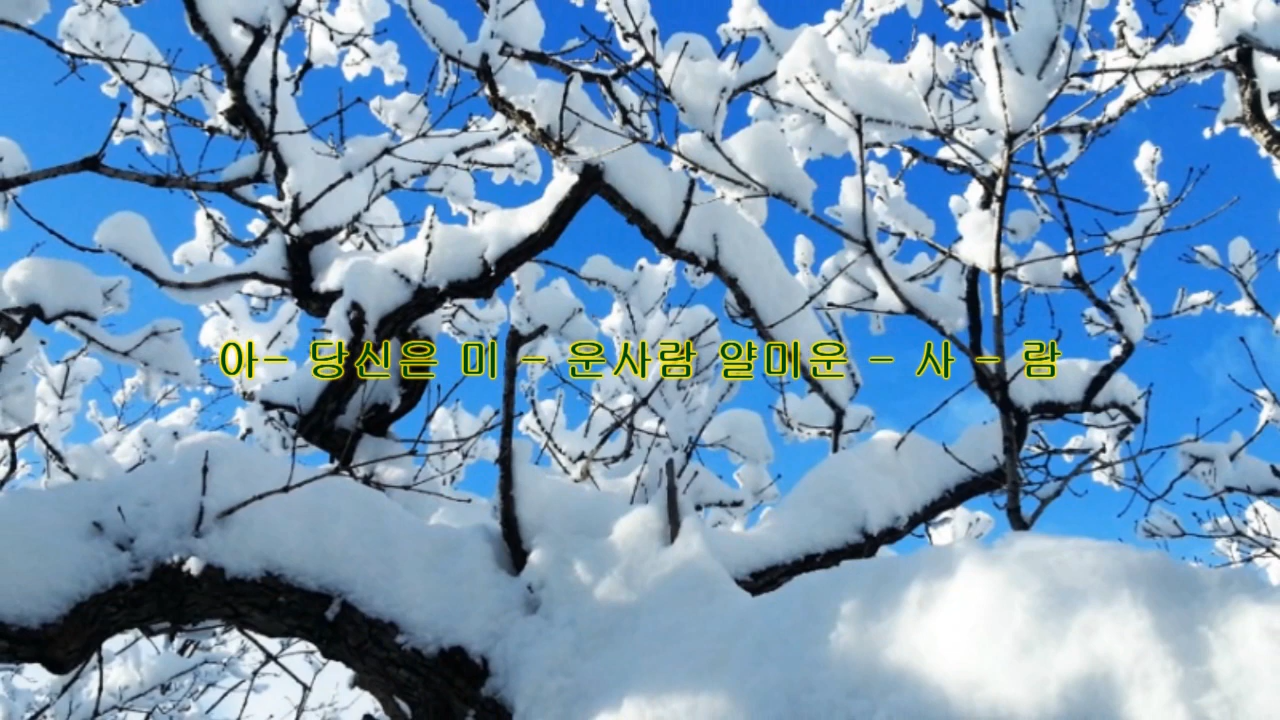 아- 당신은 미 - 운사람 얄미운 - 사 - 람